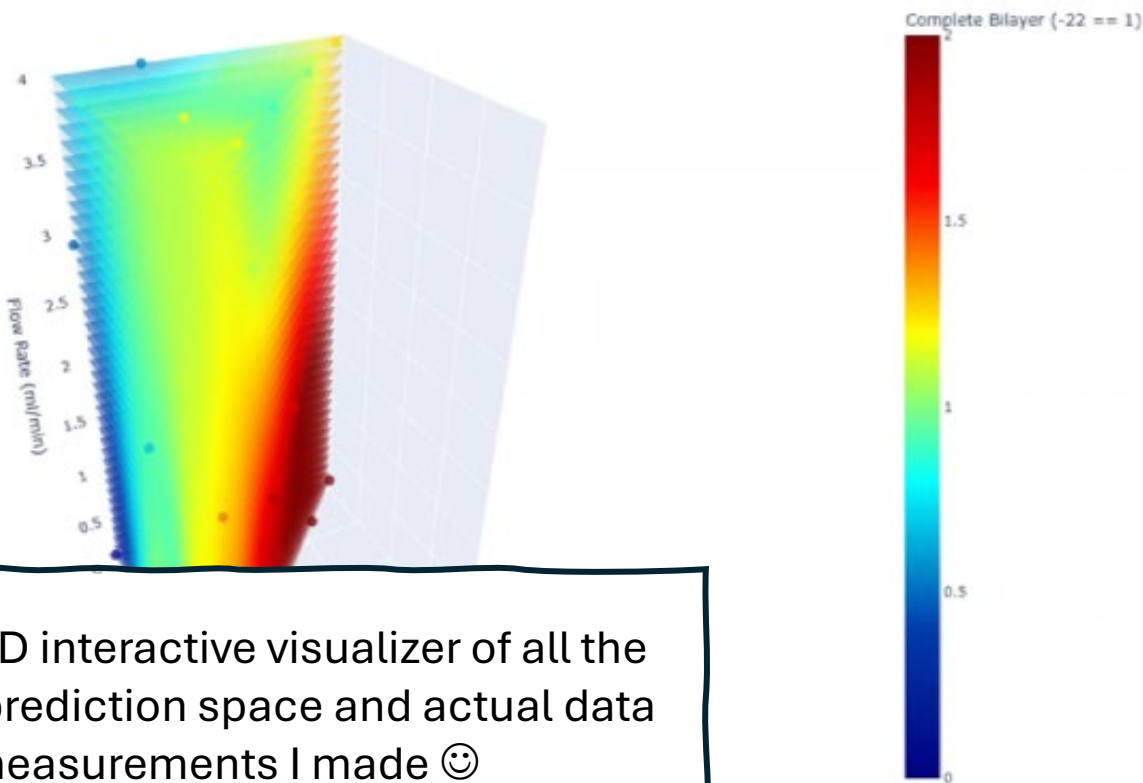 Complete Bilayer (-22 == 1)
2
1.5
1
0.5
0
4
3.5
3
2.5
2
1.5
1
0.5
Flow Rate (ml/min)
D interactive visualizer of all the
prediction space and actual data
measurements I made ☺